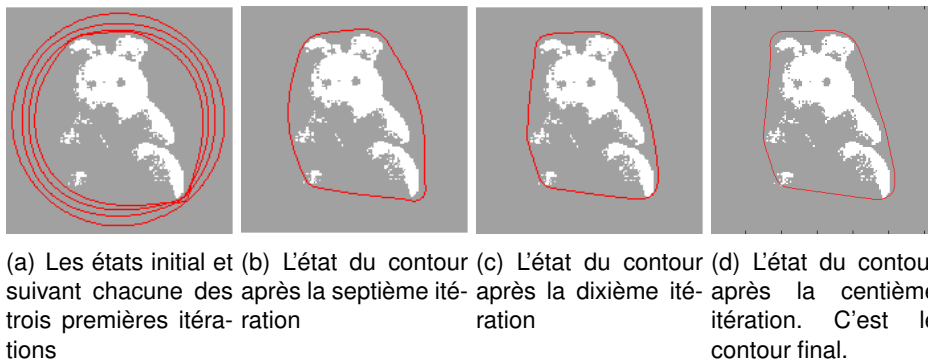 (a) Les états initial et
suivant chacune des
trois premières itéra-
tions
(b) L'état du contour
après la septième ité-
ration
(c) L'état du contour
après la dixième ité-
ration
(d) L'état du contour
après la centième
itération. C'est le
contour final.